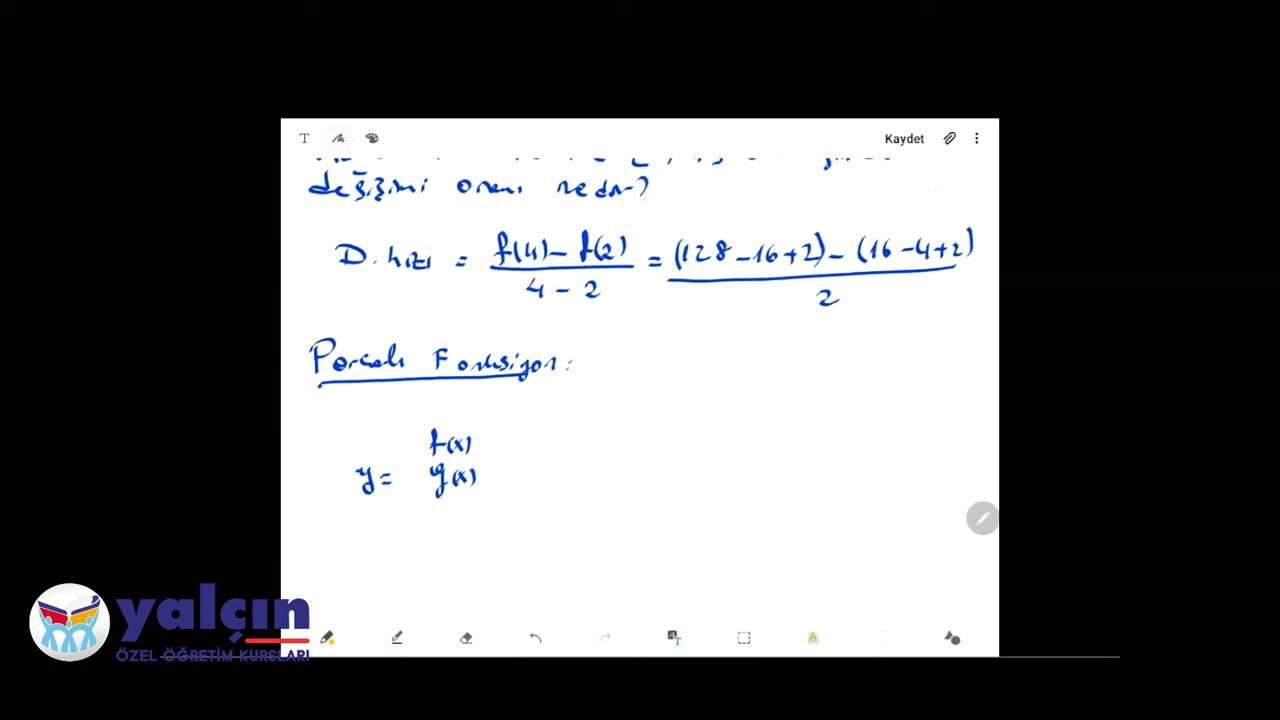 T Kaydet
değişimi oranı nedir?
D. hızı = f(4) - f(2) / 4 - 2 = (128 - 16 + 2) - (16 - 4 + 2) / 2
Parçalı Fonksiyon:
f(x)
y = g(x)
yalçın
ÖZEL ÖĞRETİM KURSLARI